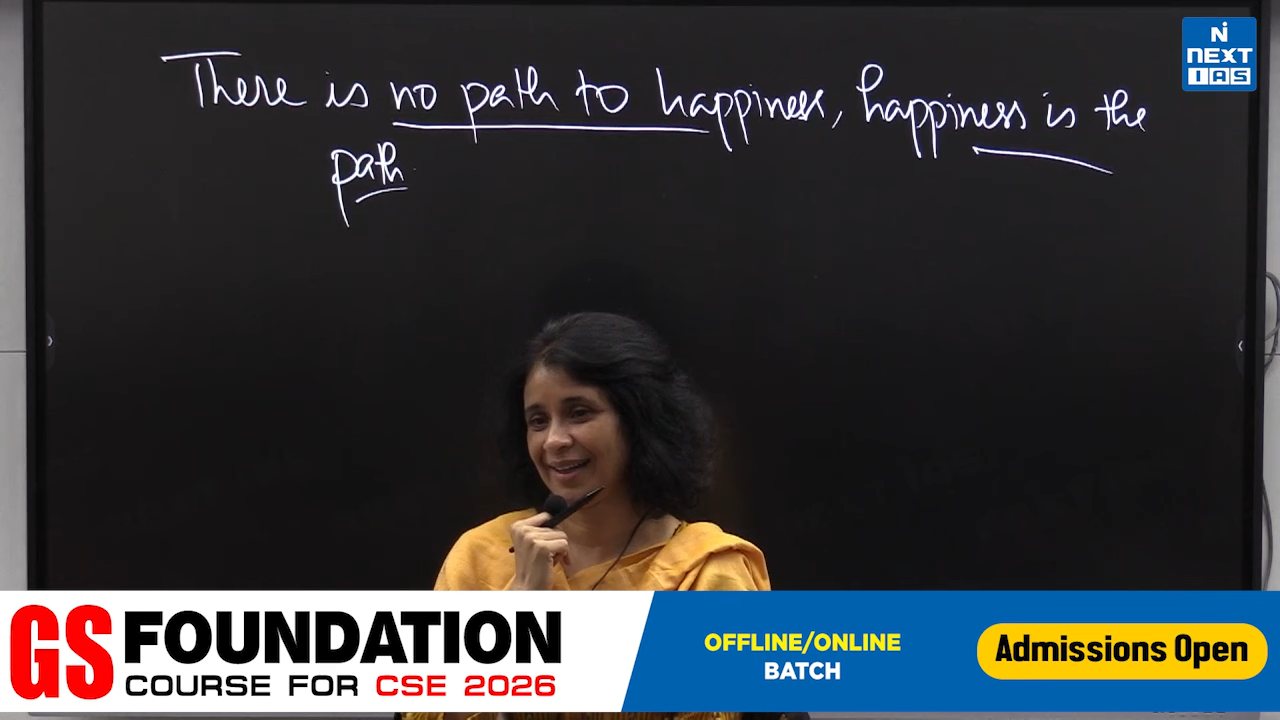 There is no path to happiness, happiness is the
path.
NEXT
IAS
GS FOUNDATION
COURSE FOR CSE 2026
OFFLINE/ONLINE
BATCH
Admissions Open